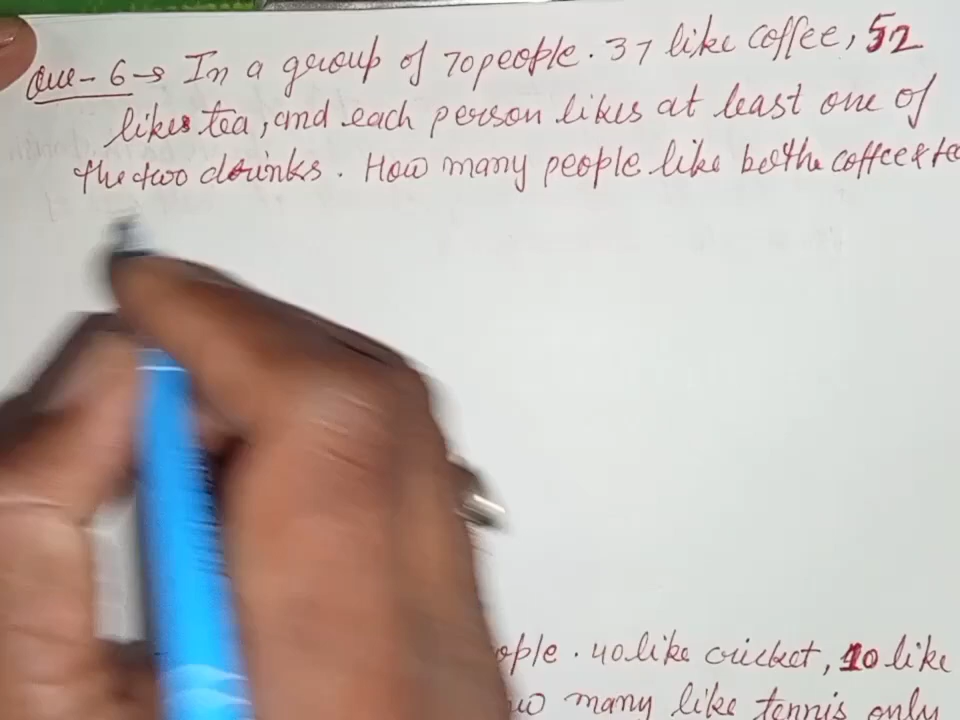 Que-6→ In a group of 70 people. 37 like coffee, 52
likes tea, and each person likes at least one of
the two drinks. How many people like bothe coffee &
ople. 40 like cricket, 10 like
many like tennis only